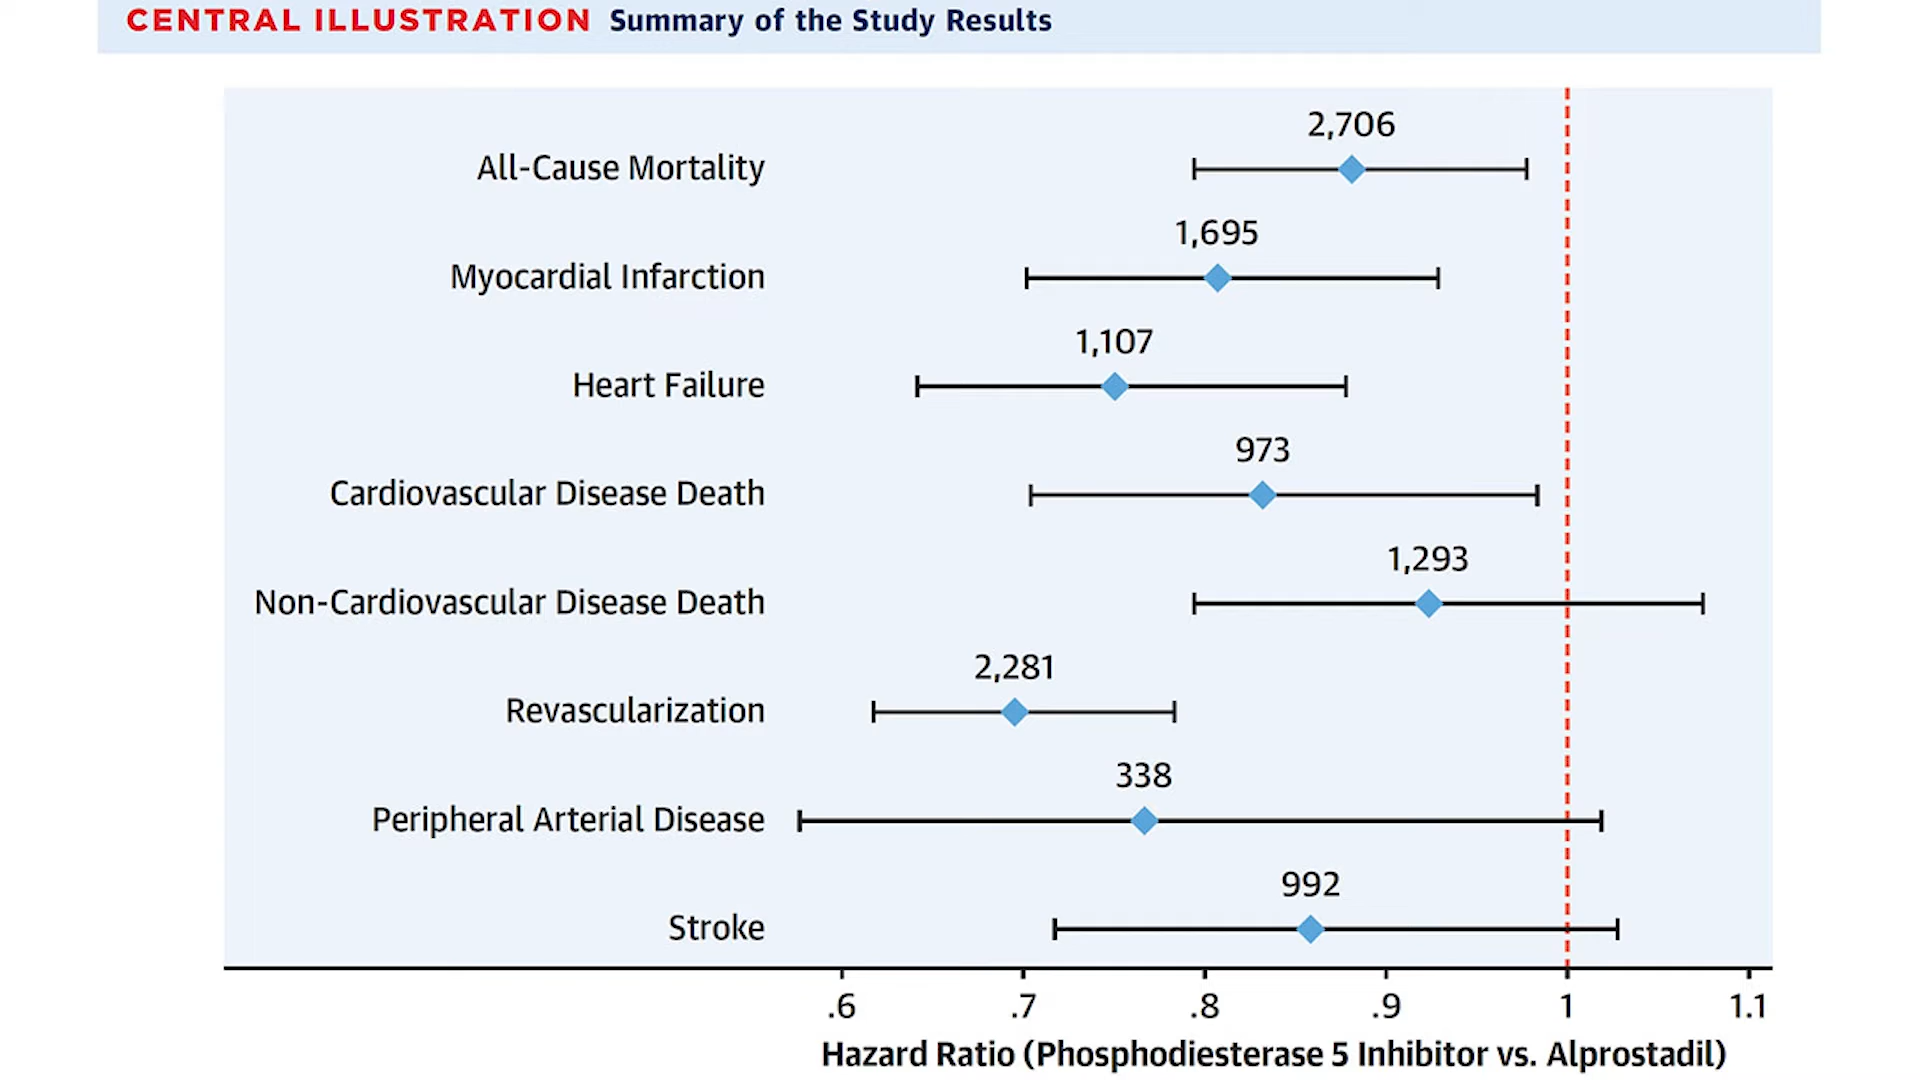 CENTRAL ILLUSTRATION Summary of the Study Results
2,706
All-Cause Mortality
1,695
Myocardial Infarction
1,107
Heart Failure
973
Cardiovascular Disease Death
1,293
Non-Cardiovascular Disease Death
2,281
Revascularization
338
Peripheral Arterial Disease
992
Stroke
.6 .7 .8 .9 1 1.1
Hazard Ratio (Phosphodiesterase 5 Inhibitor vs. Alprostadil)